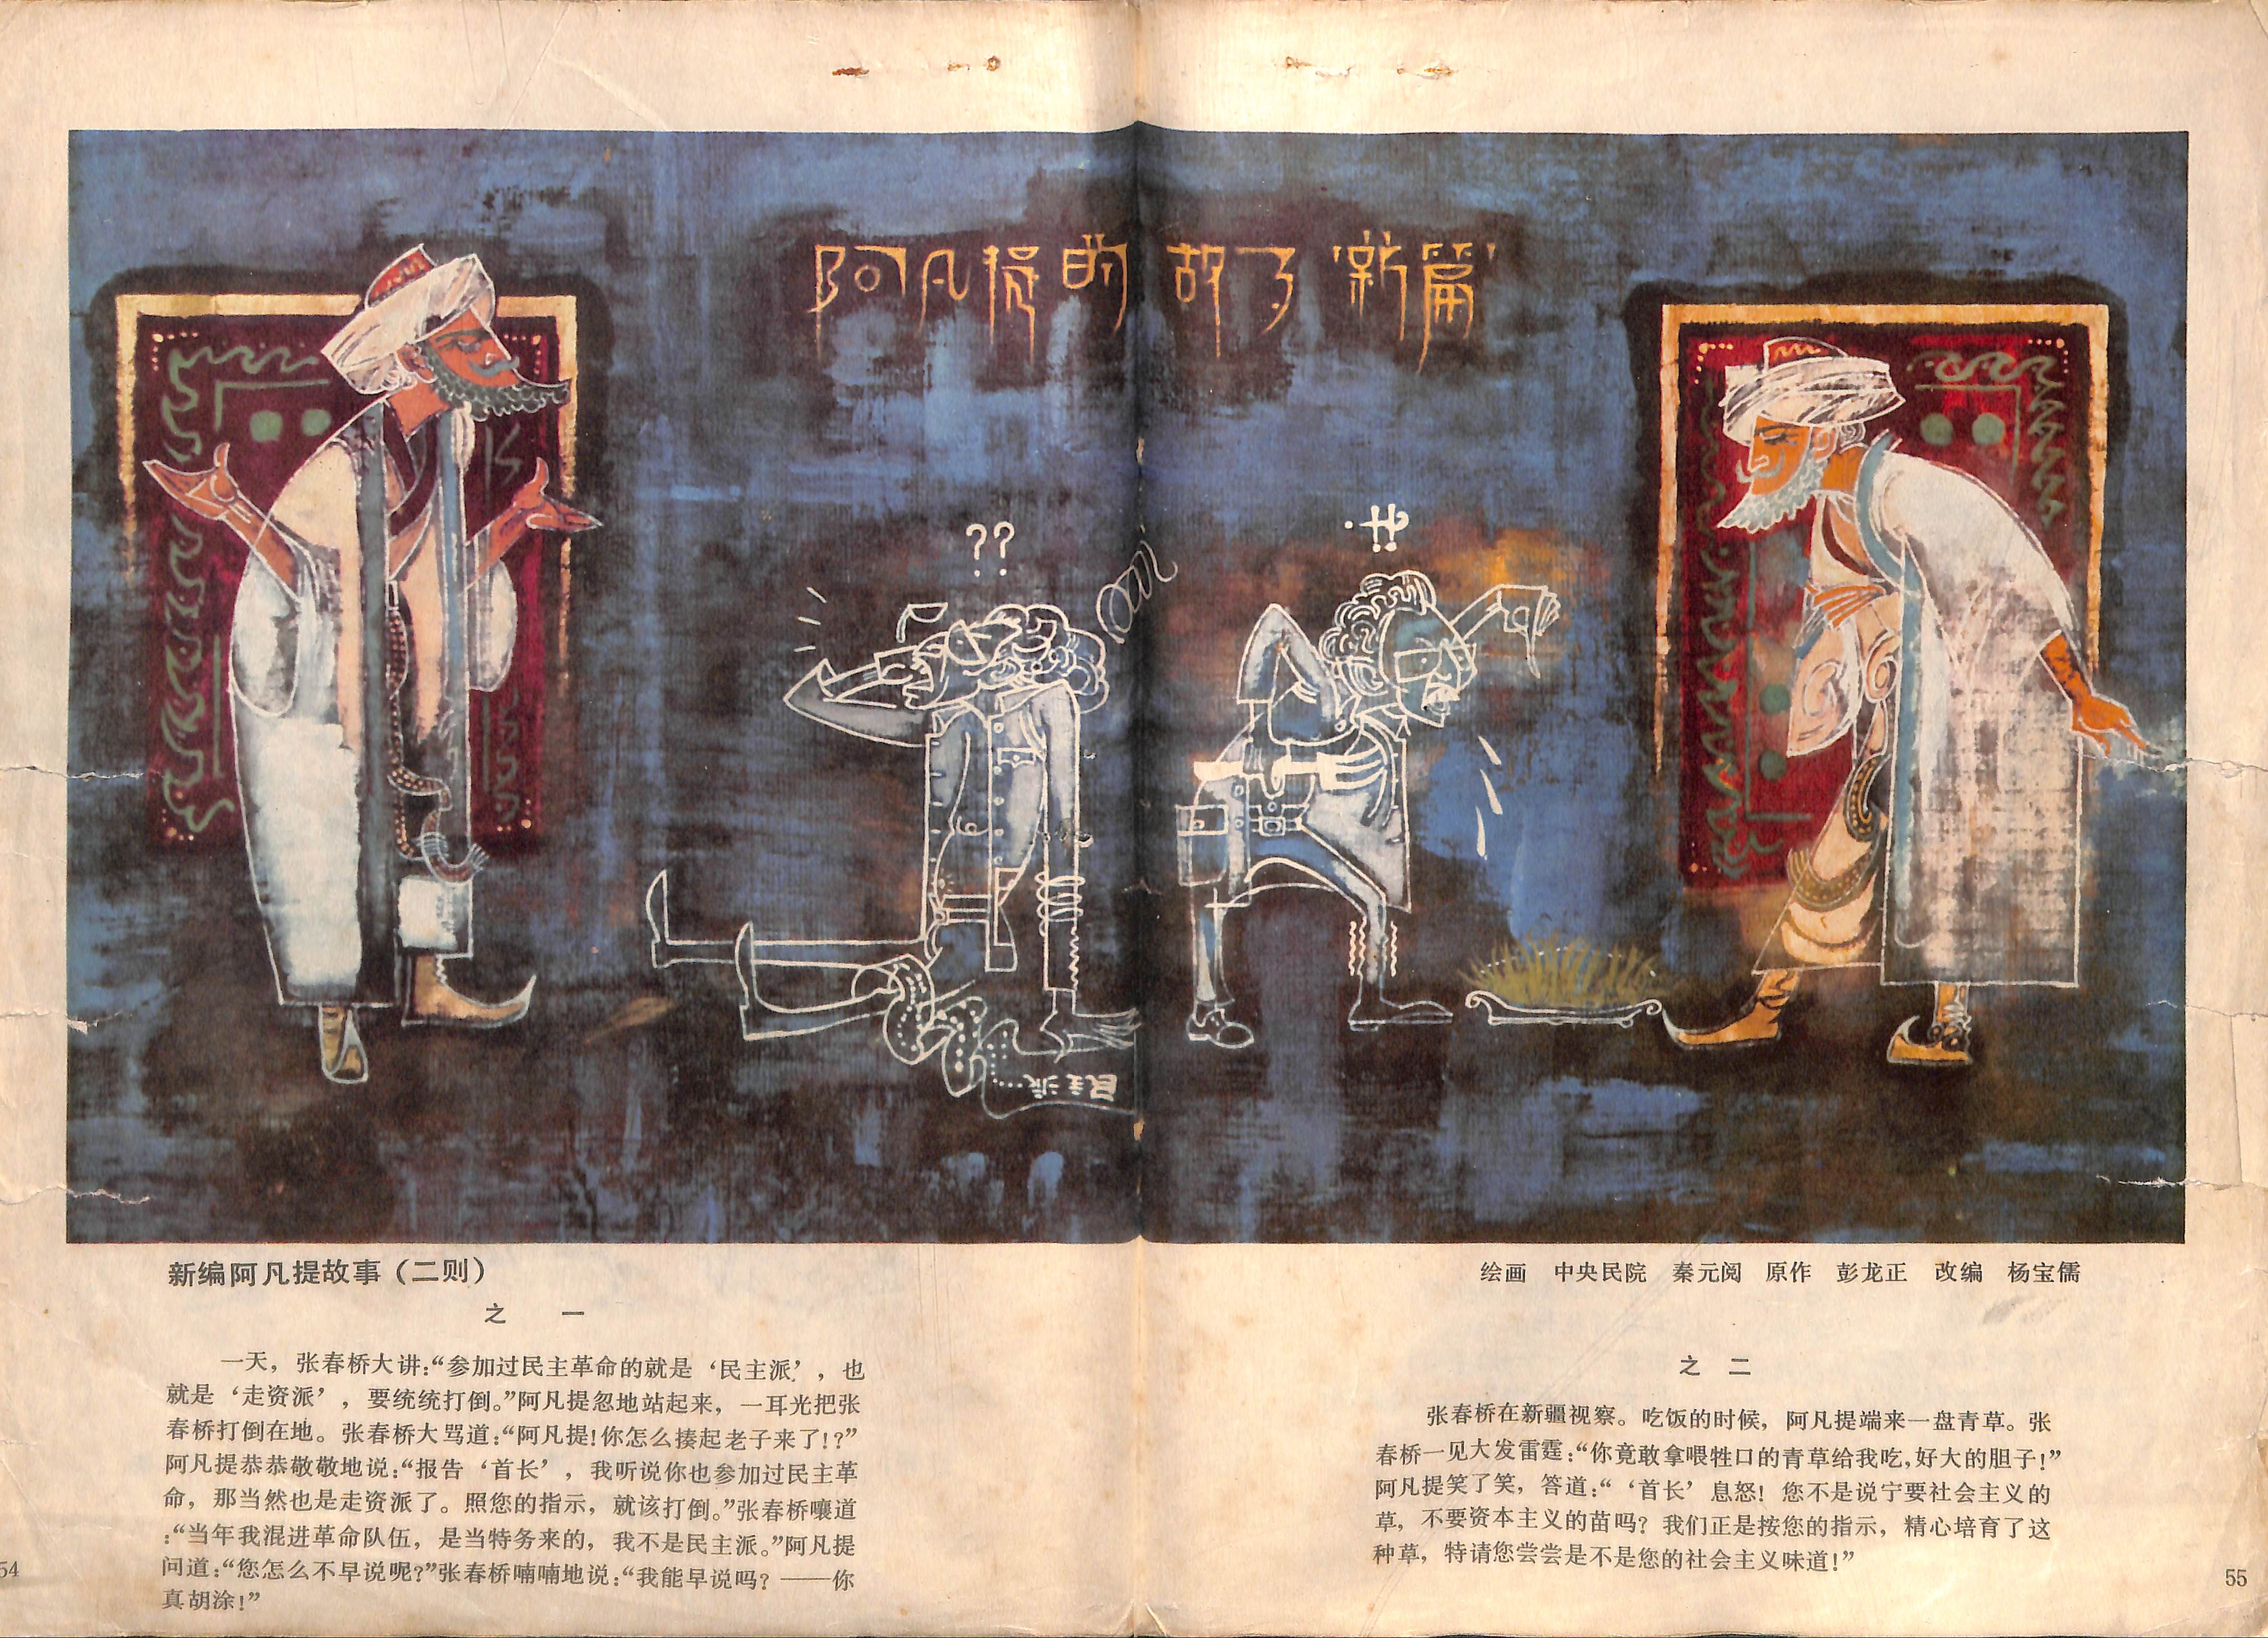 阿凡提的故事'新篇'
??
?!!
民主派
新编阿凡提故事（二则）
绘画 中央民院 秦元阅 原作 彭龙正 改编 杨宝儒
之 一
一天，张春桥大讲：“参加过民主革命的就是‘民主派’，也
就是‘走资派’，要统统打倒。”阿凡提忽地站起来，一耳光把张
春桥打倒在地。张春桥大骂道：“阿凡提！你怎么揍起老子来了！？”
阿凡提恭恭敬敬地说：“报告‘首长’，我听说你也参加过民主革
命，那当然也是走资派了。照您的指示，就该打倒。”张春桥嚷道
：“当年我混进革命队伍，是当特务来的，我不是民主派。”阿凡提
问道：“您怎么不早说呢？”张春桥喃喃地说：“我能早说吗？——你
真胡涂！”
54
之 二
张春桥在新疆视察。吃饭的时候，阿凡提端来一盘青草。张
春桥一见大发雷霆：“你竟敢拿喂牲口的青草给我吃，好大的胆子！”
阿凡提笑了笑，答道：“‘首长’息怒！您不是说宁要社会主义的
草，不要资本主义的苗吗？我们正是按您的指示，精心培育了这
种草，特请您尝尝是不是您的社会主义味道！”
55